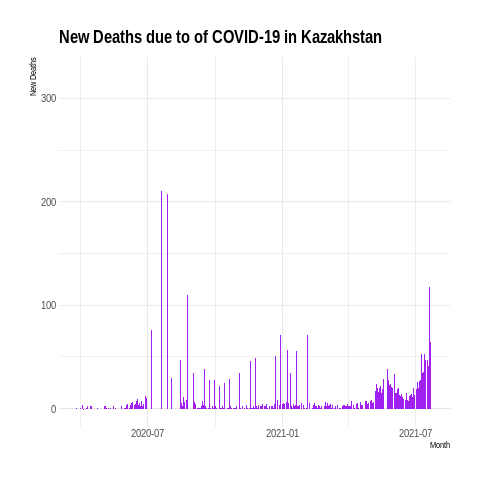 New Deaths due to of COVID-19 in Kazakhstan
New Deaths
300
200
100
0
2020-07
2021-01
2021-07
Month